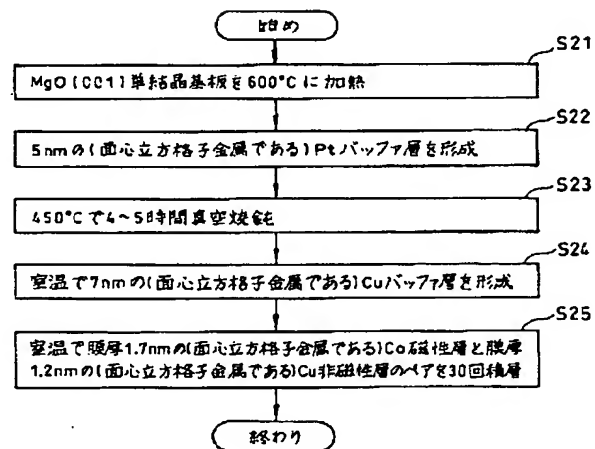 始め
S21
MgO(001)単結晶基板を600°Cに加熱
S22
5nmの(面心立方格子金属である)Ptバッファ層を形成
S23
450°Cで4~5時間真空焼鈍
S24
室温で7nmの(面心立方格子金属である)Cuバッファ層を形成
S25
室温で膜厚1.7nmの(面心立方格子金属である)Co磁性層と膜厚
1.2nmの(面心立方格子金属である)Cu非磁性層のペアを30回積層
終わり